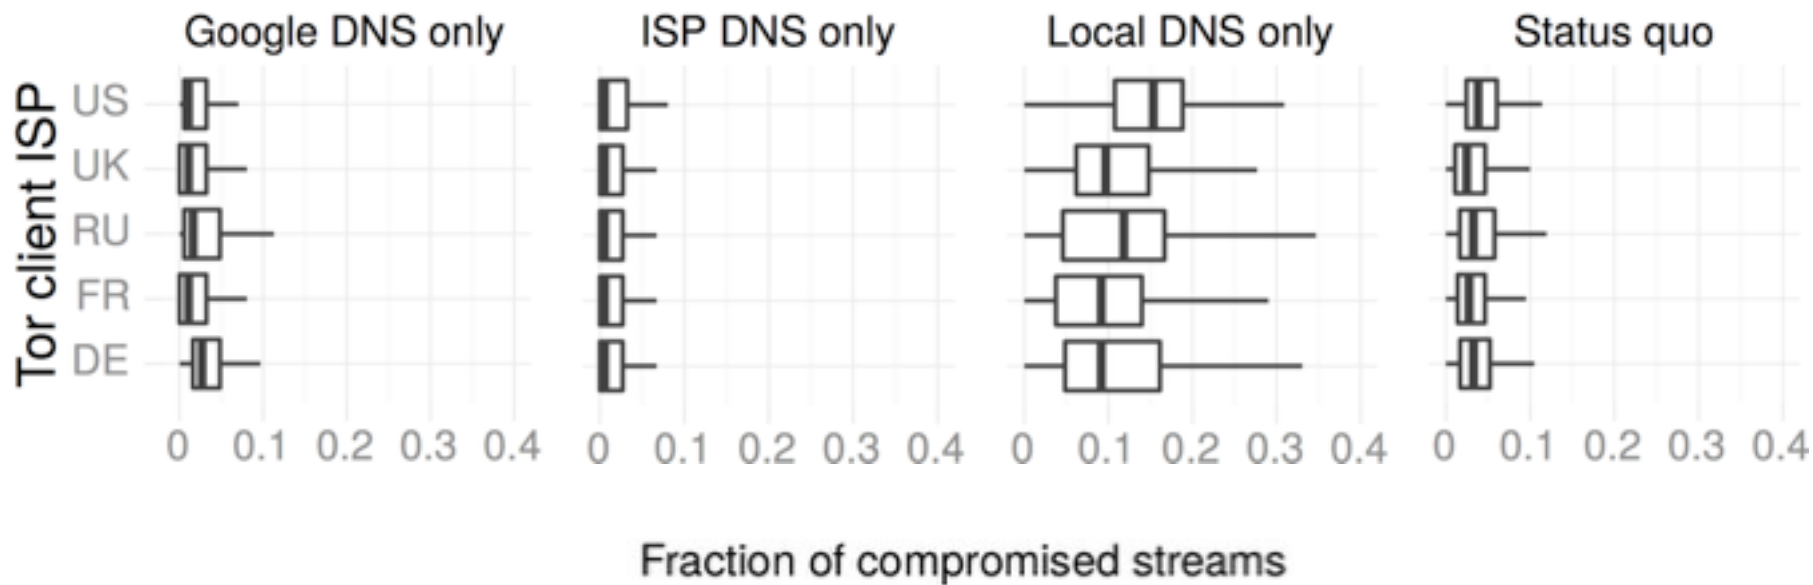 Google DNS only
ISP DNS only
Local DNS only
Status quo
Tor client ISP
US
UK
RU
FR
DE
0 0.1 0.2 0.3 0.4
0 0.1 0.2 0.3 0.4
0 0.1 0.2 0.3 0.4
0 0.1 0.2 0.3 0.4
Fraction of compromised streams